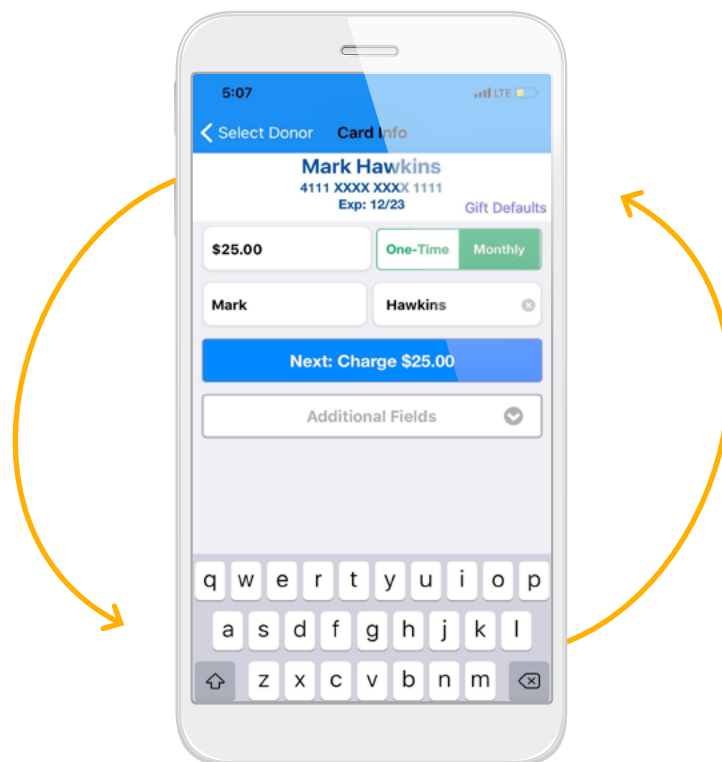 5:07 LTE
Select Donor Card Info
Mark Hawkins
4111 XXXX XXXX 1111
Exp: 12/23
Gift Defaults
$25.00 One-Time Monthly
Mark Hawkins
Next: Charge $25.00
Additional Fields
q w e r t y u i o p
a s d f g h j k l
z x c v b n m